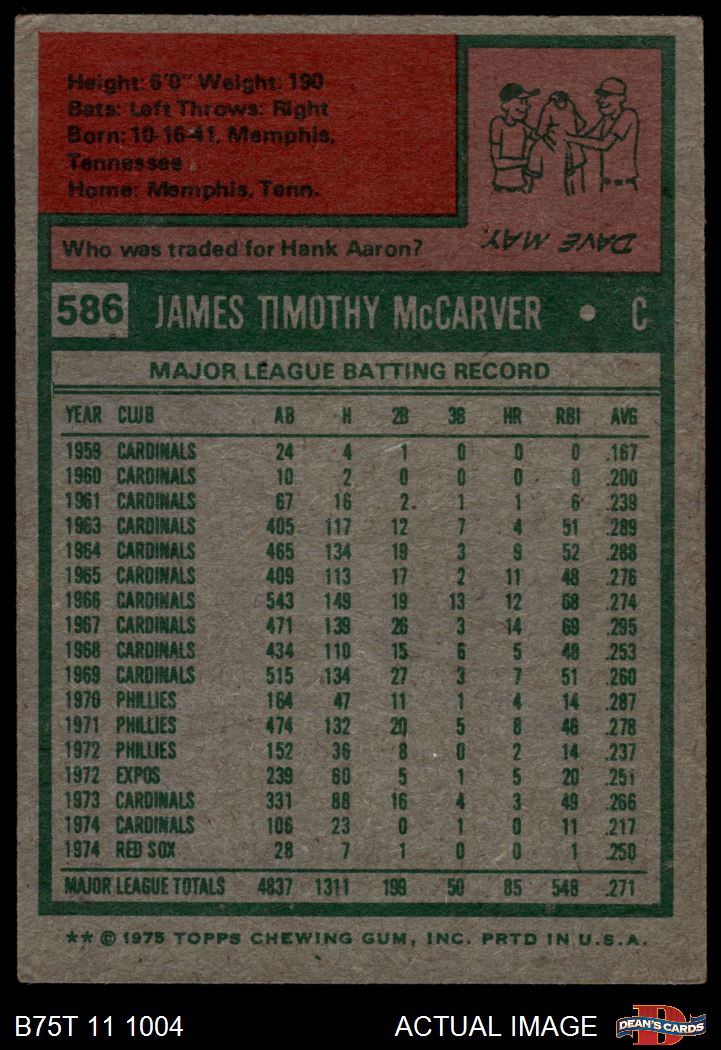 Height: 6'0" Weight: 190
Bats: Left Throws: Right
Born: 10-16-41, Memphis,
Tennessee
Home: Memphis, Tenn.
DAVE MAY.
Who was traded for Hank Aaron?
586 JAMES TIMOTHY McCARVER • C
MAJOR LEAGUE BATTING RECORD
YEAR CLUB AB H 2B 3B HR RBI AVG
1959 CARDINALS 24 4 1 0 0 0 .167
1960 CARDINALS 10 2 0 0 0 0 .200
1961 CARDINALS 67 16 2 1 1 6 .239
1963 CARDINALS 405 117 12 7 4 51 .289
1964 CARDINALS 465 134 19 3 9 52 .288
1965 CARDINALS 409 113 17 2 11 48 .276
1966 CARDINALS 543 149 19 13 12 68 .274
1967 CARDINALS 471 139 26 3 14 69 .295
1968 CARDINALS 434 110 15 6 5 48 .253
1969 CARDINALS 515 134 27 3 7 51 .260
1970 PHILLIES 164 47 11 1 4 14 .287
1971 PHILLIES 474 132 20 5 8 46 .278
1972 PHILLIES 152 36 8 0 2 14 .237
1972 EXPOS 239 60 5 1 5 20 .251
1973 CARDINALS 331 88 16 4 3 49 .266
1974 CARDINALS 106 23 0 1 0 11 .217
1974 RED SOX 28 7 1 0 0 1 .250
MAJOR LEAGUE TOTALS 4837 1311 199 50 85 548 .271
** © 1975 TOPPS CHEWING GUM, INC. PRTD IN U.S.A.
B75T 11 1004 ACTUAL IMAGE
DEAN'S CARDS